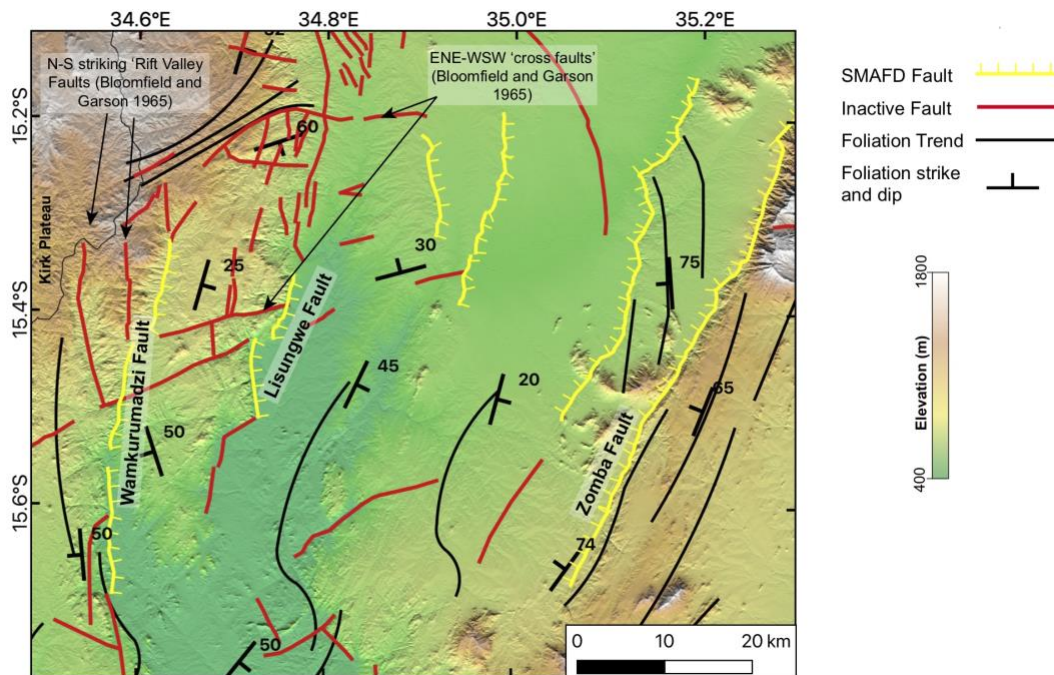 34.6°E
34.8°E
35.0°E
35.2°E
N-S striking ‘Rift Valley
Faults (Bloomfield and
Garson 1965)
ENE-WSW ‘cross faults’
(Bloomfield and Garson
1965)
15.2°S
15.4°S
15.6°S
Kirk Plateau
60
25
30
75
45
20
65
50
50
74
50
Wamkurumadzi Fault
Lisungwe Fault
Zomba Fault
0 10 20 km
SMAFD Fault
Inactive Fault
Foliation Trend
Foliation strike
and dip
1800
Elevation (m)
400